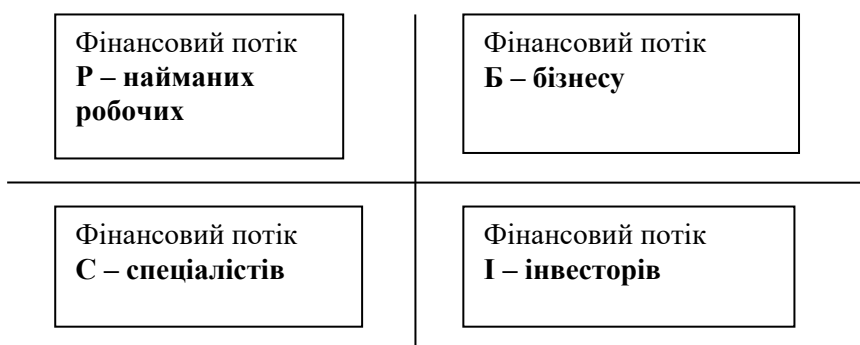 Фінансовий потік
Р – найманих
робочих
Фінансовий потік
Б – бізнесу
Фінансовий потік
С – спеціалістів
Фінансовий потік
І – інвесторів